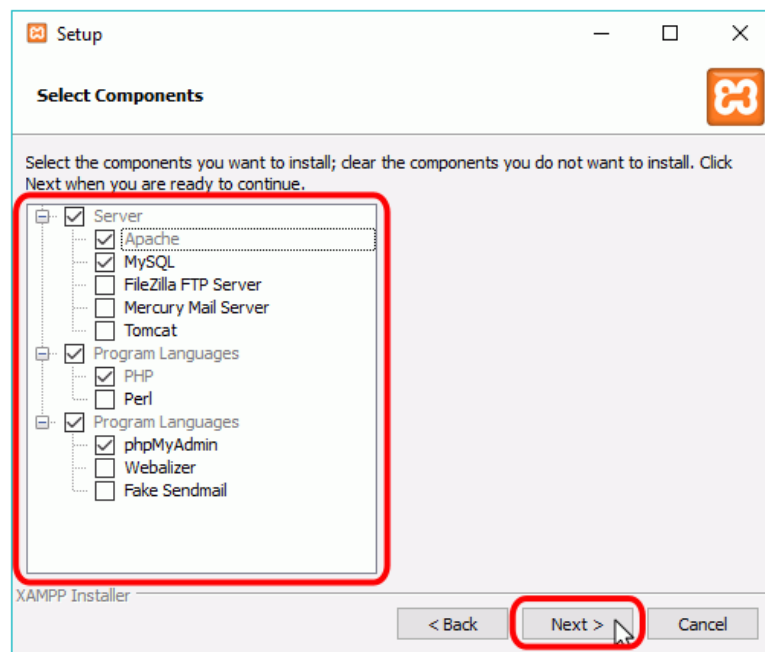 Setup
Select Components
Select the components you want to install; clear the components you do not want to install. Click
Next when you are ready to continue.
Server
Apache
MySQL
FileZilla FTP Server
Mercury Mail Server
Tomcat
Program Languages
PHP
Perl
Program Languages
phpMyAdmin
Webalizer
Fake Sendmail
XAMPP Installer
< Back Next > Cancel